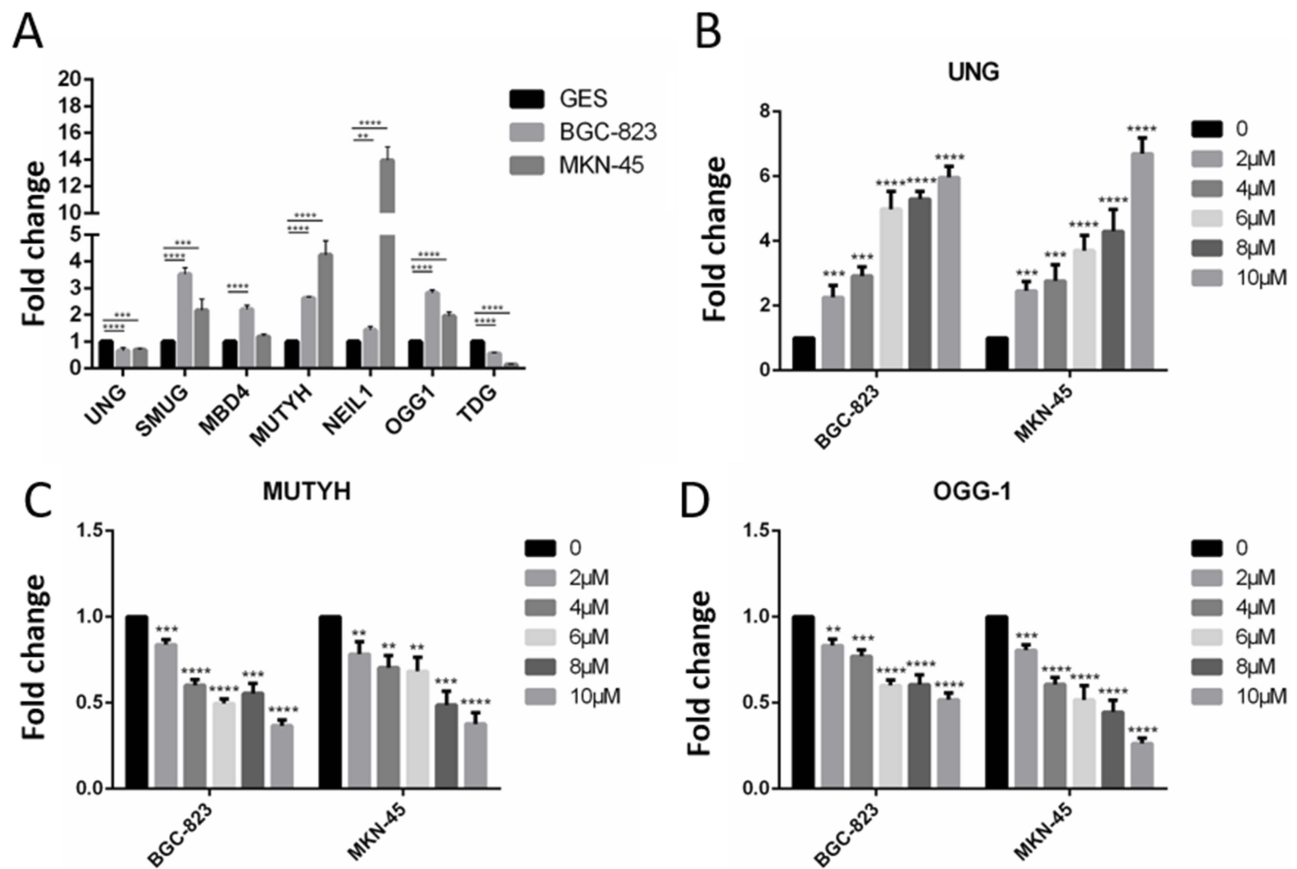 A
Fold change
20
18
16
14
12
10
5
4
3
2
1
0
GES
BGC-823
MKN-45
*** 
****
***
****
****
****
****
****
**
****
****
****
****
UNG
SMUG
MBD4
MUTYH
NEIL1
OGG1
TDG
B
UNG
Fold change
8
6
4
2
0
***
***
****
****
****
***
***
****
****
****
BGC-823
MKN-45
0
2µM
4µM
6µM
8µM
10µM
C
MUTYH
Fold change
1.5
1.0
0.5
0.0
***
****
****
***
****
**
**
**
***
****
BGC-823
MKN-45
0
2µM
4µM
6µM
8µM
10µM
D
OGG-1
Fold change
1.5
1.0
0.5
0.0
**
***
****
****
****
***
****
****
****
****
BGC-823
MKN-45
0
2µM
4µM
6µM
8µM
10µM